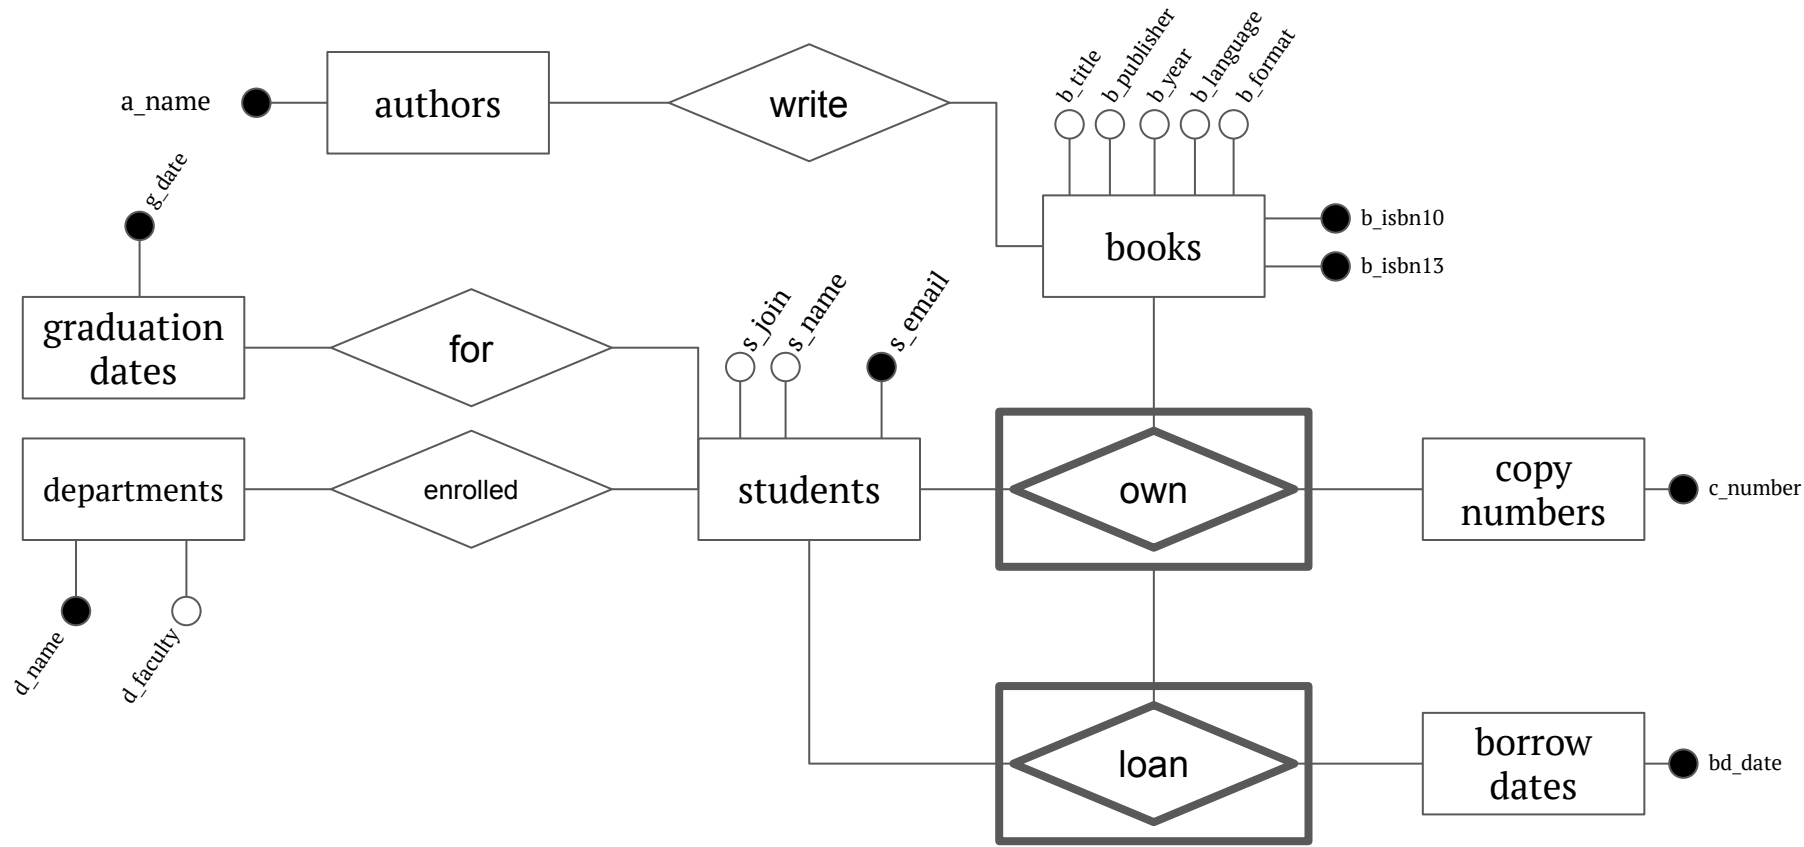 a_name
authors
write
b_title
b_publisher
b_year
b_language
b_format
books
b_isbn10
b_isbn13
g_date
graduation
dates
for
s_join
s_name
s_email
departments
enrolled
students
own
copy
numbers
c_number
d_name
d_faculty
loan
borrow
dates
bd_date